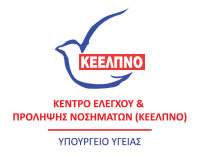 ΚΕΕΛΠΝΟ
ΚΕΝΤΡΟ ΕΛΕΓΧΟΥ &
ΠΡΟΛΗΨΗΣ ΝΟΣΗΜΑΤΩΝ (ΚΕΕΛΠΝΟ)
ΥΠΟΥΡΓΕΙΟ ΥΓΕΙΑΣ